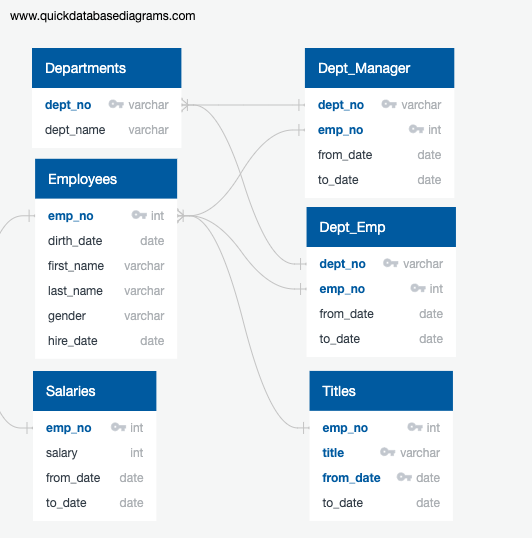 www.quickdatabasediagrams.com
Departments
dept_no varchar
dept_name varchar
Employees
emp_no int
dirth_date date
first_name varchar
last_name varchar
gender varchar
hire_date date
Salaries
emp_no int
salary int
from_date date
to_date date
Dept_Manager
dept_no varchar
emp_no int
from_date date
to_date date
Dept_Emp
dept_no varchar
emp_no int
from_date date
to_date date
Titles
emp_no int
title varchar
from_date date
to_date date